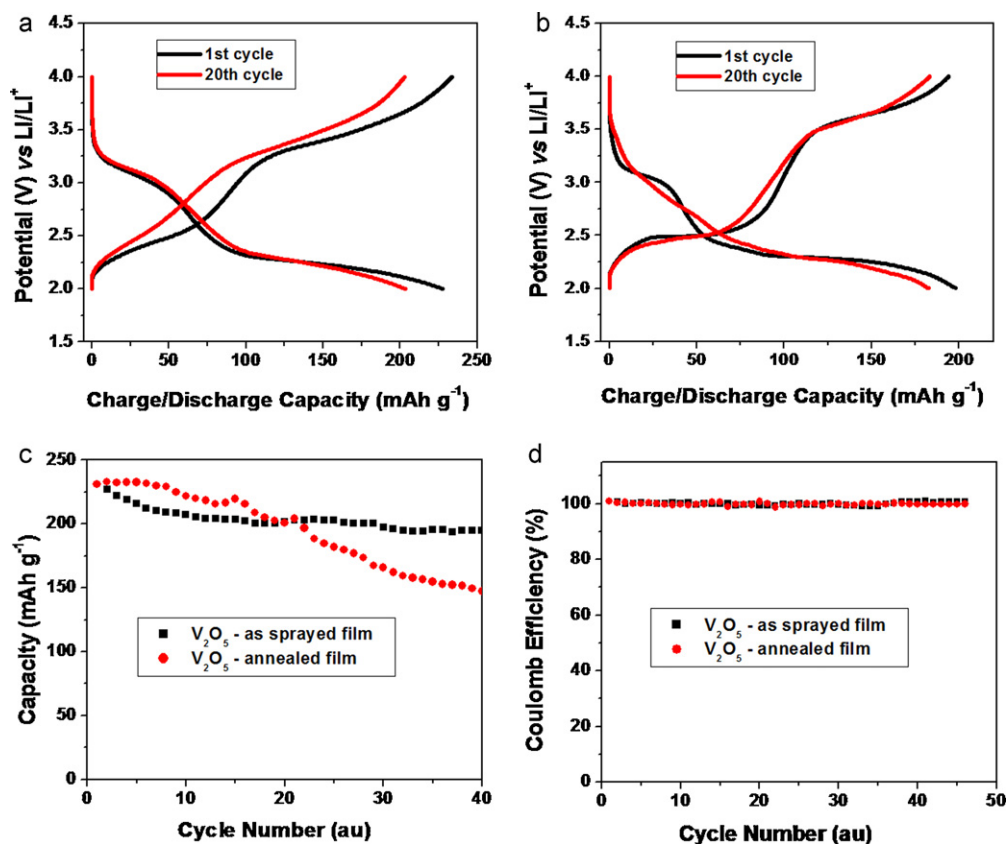 a
4.5
4.0
3.5
3.0
2.5
2.0
1.5
Potential (V) vs LI/LI⁺
1st cycle
20th cycle
0 50 100 150 200 250
Charge/Discharge Capacity (mAh g⁻¹)
b
4.5
4.0
3.5
3.0
2.5
2.0
1.5
Potential (V) vs LI/LI⁺
1st cycle
20th cycle
0 50 100 150 200
Charge/Discharge Capacity (mAh g⁻¹)
c
250
200
150
100
50
0
Capacity (mAh g⁻¹)
V₂O₅ - as sprayed film
V₂O₅ - annealed film
0 10 20 30 40
Cycle Number (au)
d
100
80
60
40
20
0
Coulomb Efficiency (%)
V₂O₅ - as sprayed film
V₂O₅ - annealed film
0 10 20 30 40 50
Cycle Number (au)